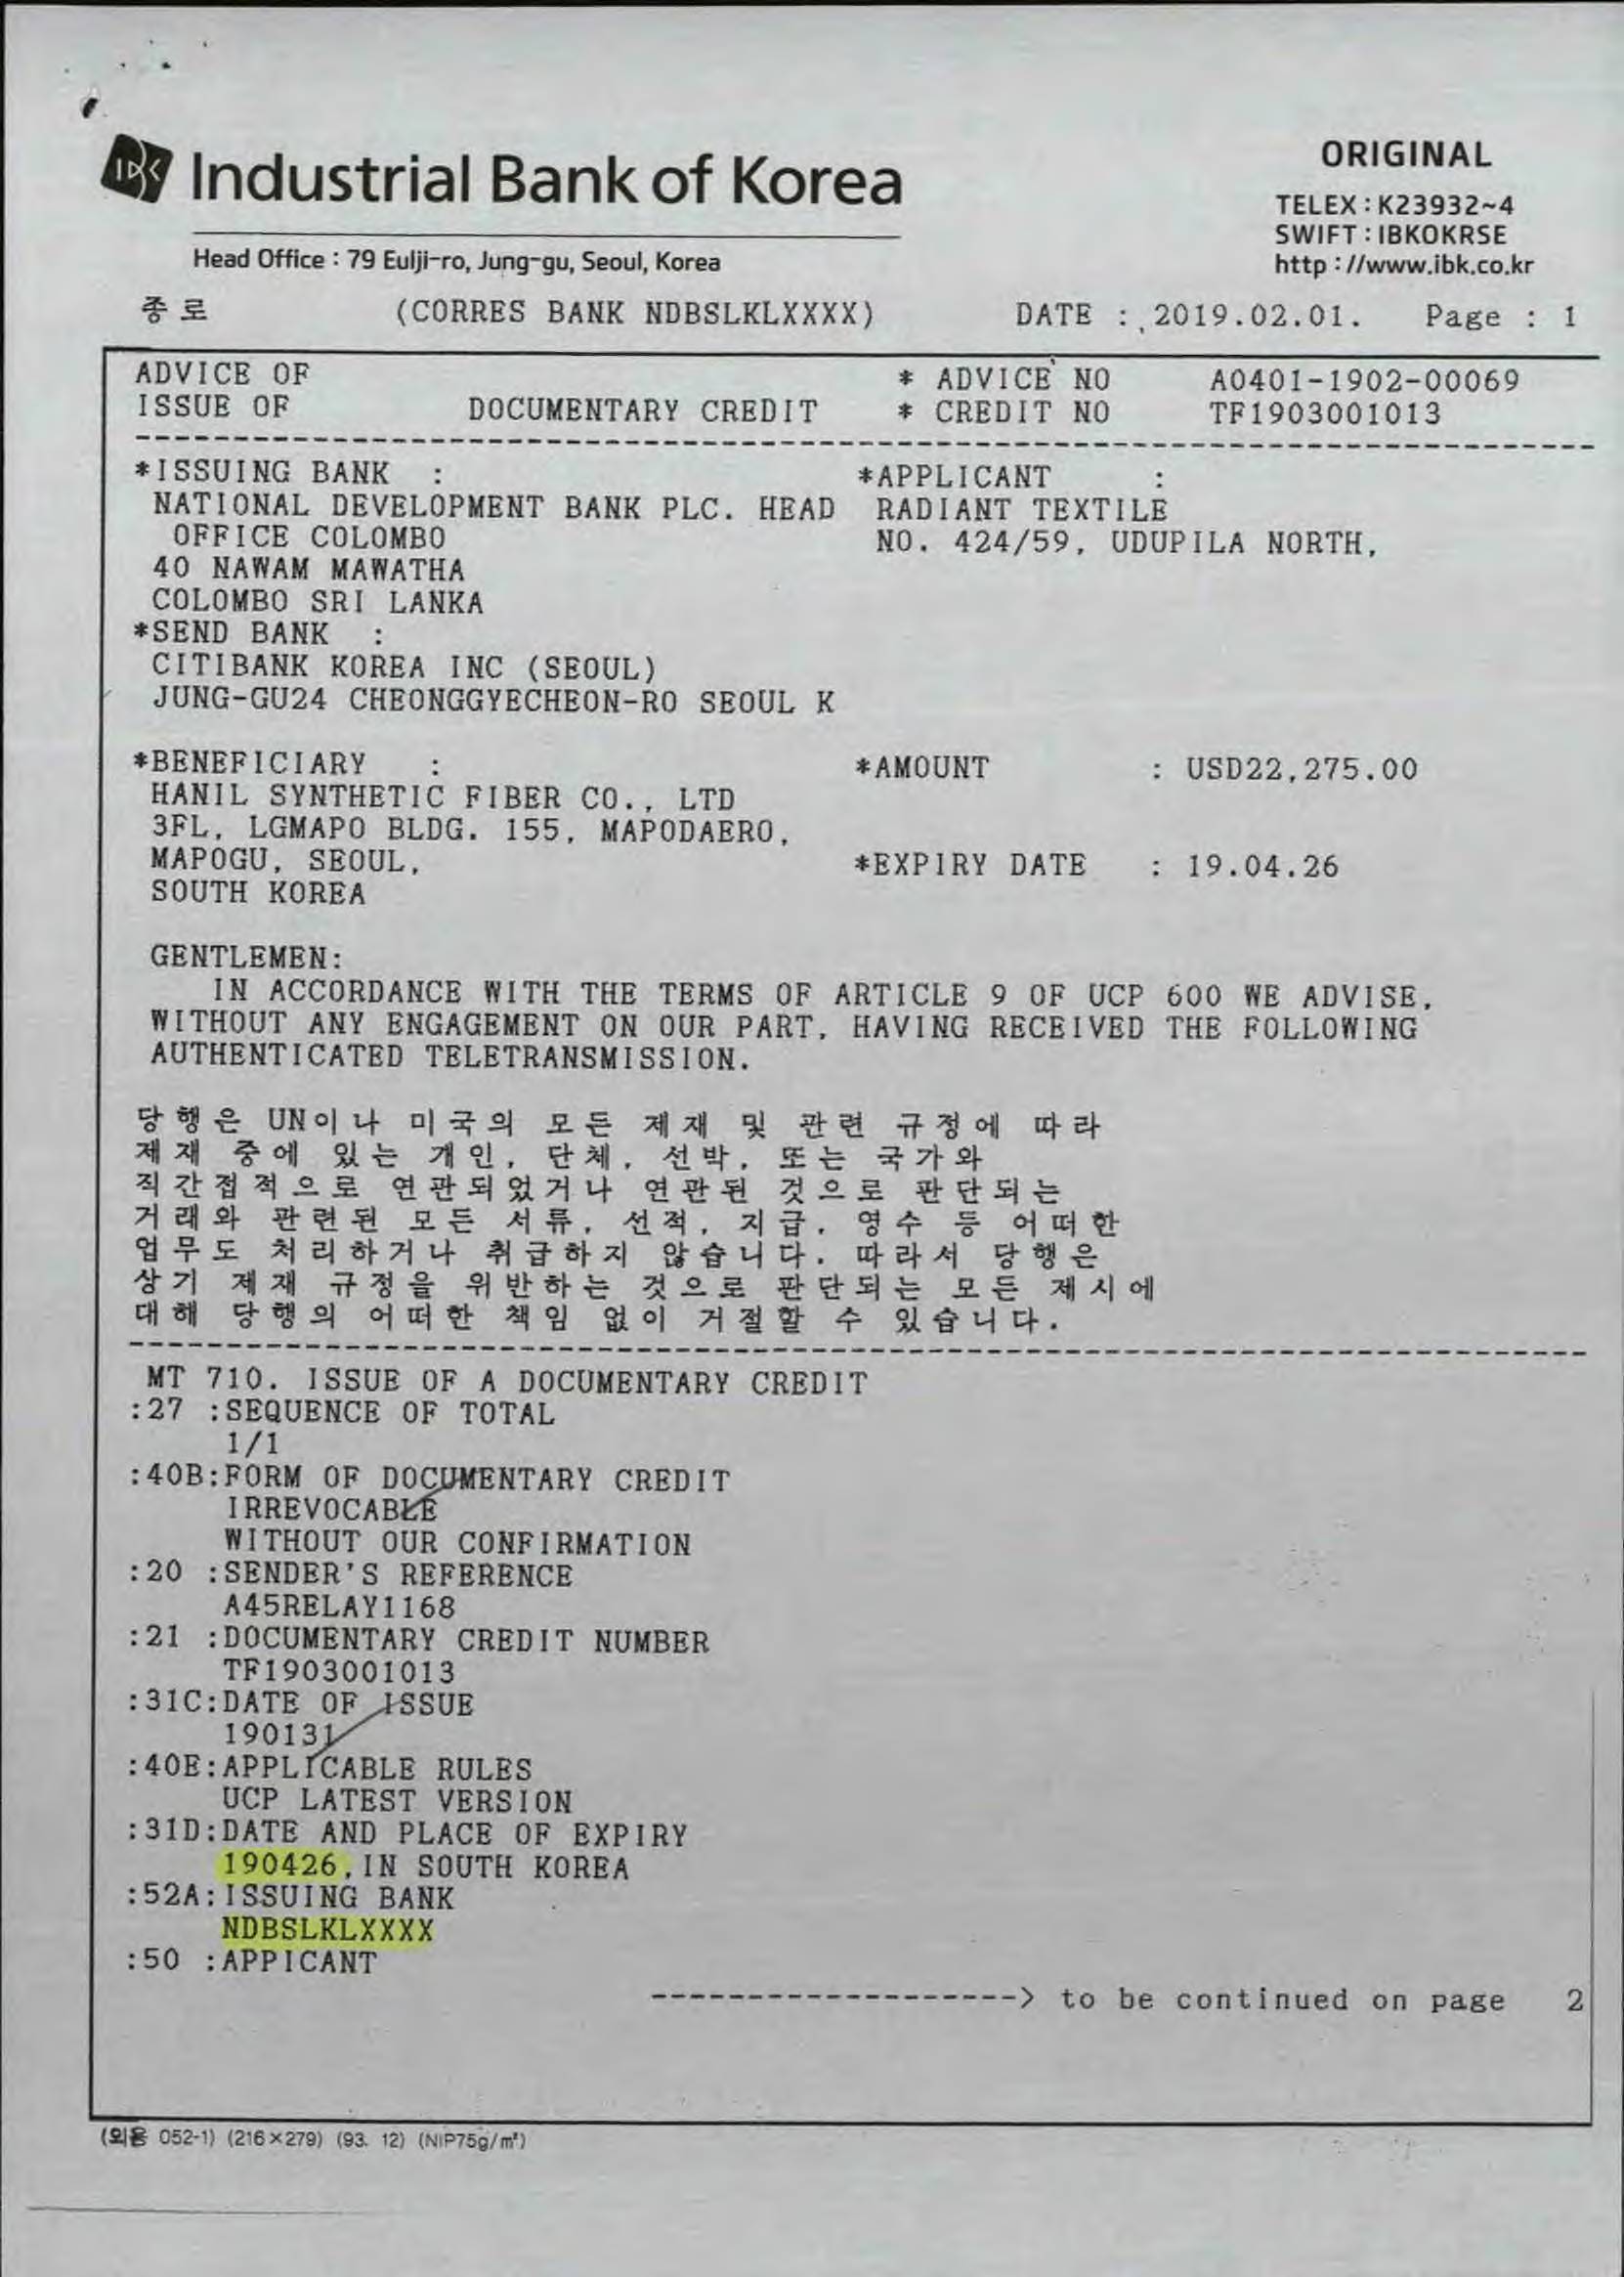 IBK Industrial Bank of Korea
ORIGINAL
TELEX : K23932~4
SWIFT : IBKOKRSE
Head Office : 79 Eulji-ro, Jung-gu, Seoul, Korea
http : //www.ibk.co.kr
종로 (CORRES BANK NDBSLKLXXXX) DATE : 2019.02.01. Page : 1
ADVICE OF * ADVICE NO A0401-1902-00069
ISSUE OF DOCUMENTARY CREDIT * CREDIT NO TF1903001013
*ISSUING BANK : *APPLICANT :
NATIONAL DEVELOPMENT BANK PLC. HEAD RADIANT TEXTILE
OFFICE COLOMBO NO. 424/59, UDUPILA NORTH,
40 NAWAM MAWATHA
COLOMBO SRI LANKA
*SEND BANK :
CITIBANK KOREA INC (SEOUL)
JUNG-GU24 CHEONGGYECHEON-RO SEOUL K
*BENEFICIARY : *AMOUNT : USD22,275.00
HANIL SYNTHETIC FIBER CO., LTD
3FL, LGMAPO BLDG. 155, MAPODAERO,
MAPOGU, SEOUL, *EXPIRY DATE : 19.04.26
SOUTH KOREA
GENTLEMEN:
IN ACCORDANCE WITH THE TERMS OF ARTICLE 9 OF UCP 600 WE ADVISE,
WITHOUT ANY ENGAGEMENT ON OUR PART, HAVING RECEIVED THE FOLLOWING
AUTHENTICATED TELETRANSMISSION.
당행은 UN이나 미국의 모든 제재 및 관련 규정에 따라
제재 중에 있는 개인, 단체, 선박, 또는 국가와
직간접적으로 연관되었거나 연관된 것으로 판단되는
거래와 관련된 모든 서류, 선적, 지급, 영수 등 어떠한
업무도 처리하거나 취급하지 않습니다. 따라서 당행은
상기 제재 규정을 위반하는 것으로 판단되는 모든 제시에
대해 당행의 어떠한 책임 없이 거절할 수 있습니다.
MT 710. ISSUE OF A DOCUMENTARY CREDIT
:27 :SEQUENCE OF TOTAL
1/1
:40B:FORM OF DOCUMENTARY CREDIT
IRREVOCABLE
WITHOUT OUR CONFIRMATION
:20 :SENDER'S REFERENCE
A45RELAY1168
:21 :DOCUMENTARY CREDIT NUMBER
TF1903001013
:31C:DATE OF ISSUE
190131
:40E:APPLICABLE RULES
UCP LATEST VERSION
:31D:DATE AND PLACE OF EXPIRY
190426,IN SOUTH KOREA
:52A:ISSUING BANK
NDBSLKLXXXX
:50 :APPICANT
-------------------> to be continued on page 2
(외용 052-1) (216×279) (93. 12) (NIP75g/㎡)